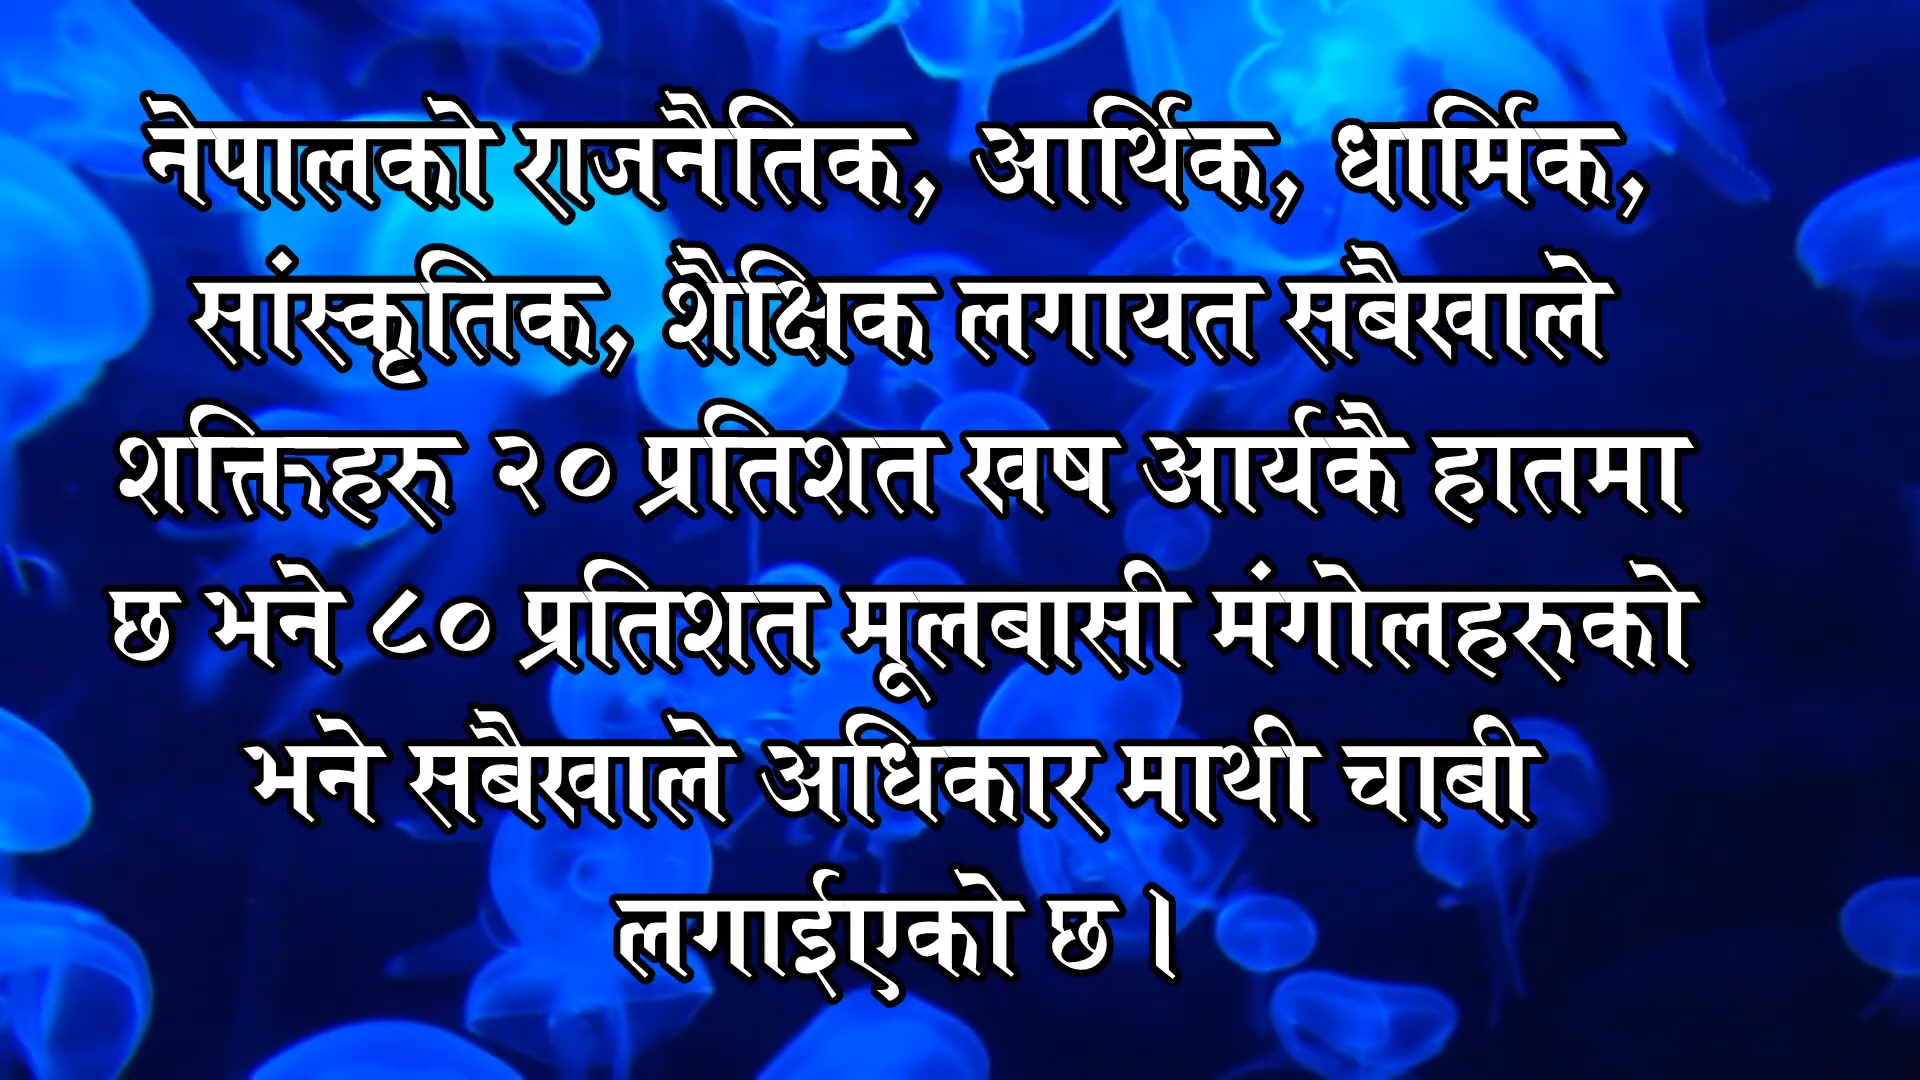 नेपालको राजनैतिक, आर्थिक, धार्मिक,
सांस्कृतिक, शैक्षिक लगायत सबैखाले
शक्तिहरु २० प्रतिशत खष आर्यकै हातमा
छ भने ८० प्रतिशत मूलबासी मंगोलहरुको
भने सबैखाले अधिकार माथी चाबी
लगाईएको छ ।